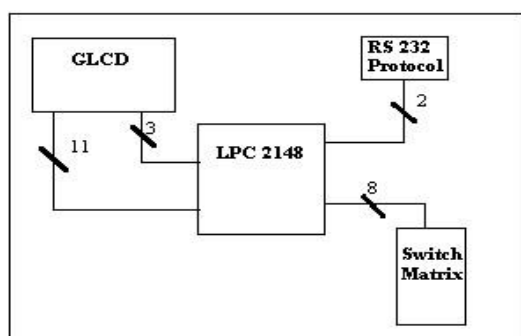 GLCD
RS 232
Protocol
2
3
11
LPC 2148
8
Switch
Matrix